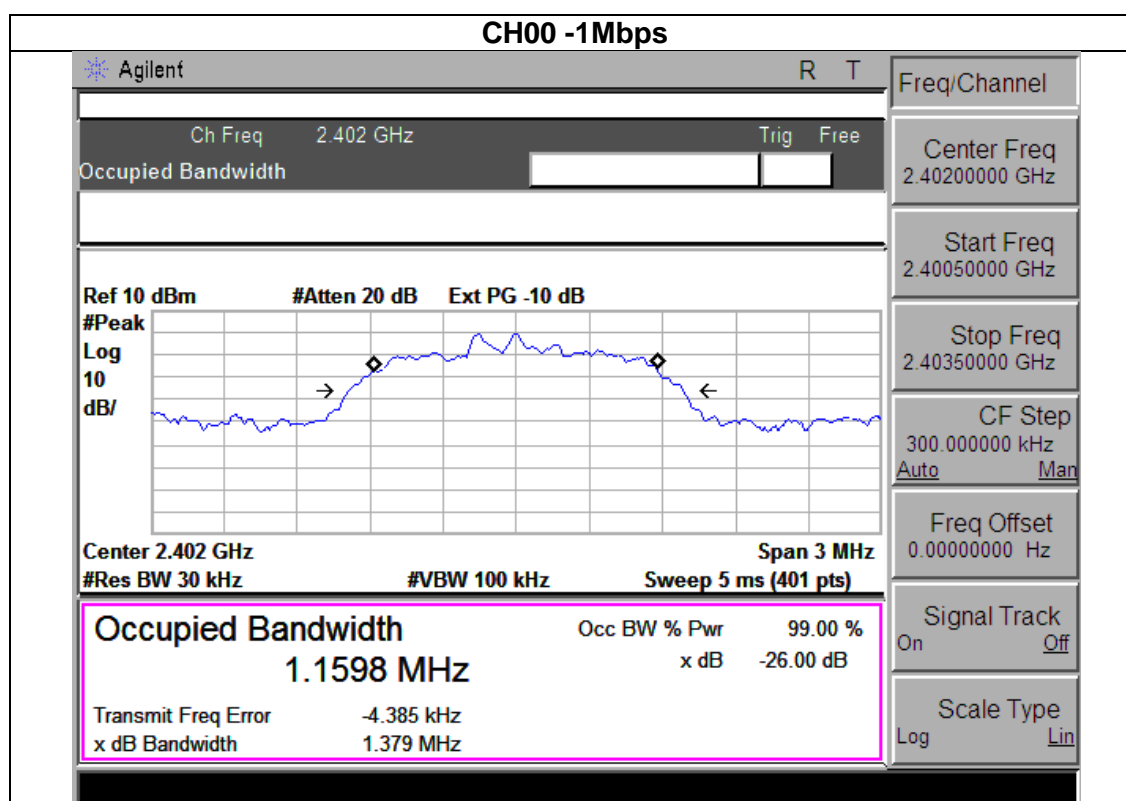 CH00 -1Mbps
Agilent R T
Ch Freq 2.402 GHz Trig Free
Occupied Bandwidth
Ref 10 dBm #Atten 20 dB Ext PG -10 dB
#Peak
Log
10
dB/
Center 2.402 GHz Span 3 MHz
#Res BW 30 kHz #VBW 100 kHz Sweep 5 ms (401 pts)
Occupied Bandwidth Occ BW % Pwr 99.00 %
1.1598 MHz x dB -26.00 dB
Transmit Freq Error -4.385 kHz
x dB Bandwidth 1.379 MHz
Freq/Channel
Center Freq
2.40200000 GHz
Start Freq
2.40050000 GHz
Stop Freq
2.40350000 GHz
CF Step
300.000000 kHz
Auto Man
Freq Offset
0.00000000 Hz
Signal Track
On Off
Scale Type
Log Lin